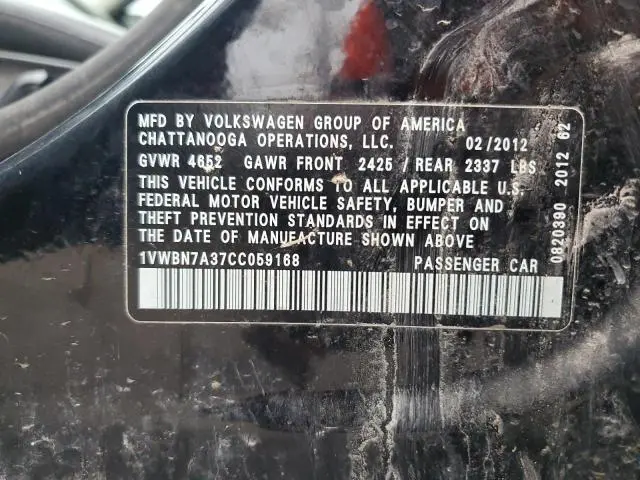 MFD BY VOLKSWAGEN GROUP OF AMERICA
CHATTANOOGA OPERATIONS, LLC. 02/2012
GVWR 4652 GAWR FRONT 2425 / REAR 2337 LBS
THIS VEHICLE CONFORMS TO ALL APPLICABLE U.S.
FEDERAL MOTOR VEHICLE SAFETY, BUMPER AND
THEFT PREVENTION STANDARDS IN EFFECT ON
THE DATE OF MANUFACTURE SHOWN ABOVE
1VWBN7A37CC059168 PASSENGER CAR
0820390 2012 62